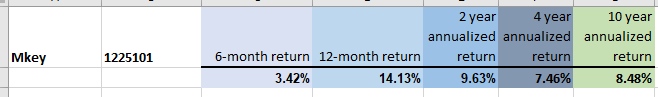 2 year 4 year 10 year
annualized annualized annualized
Mkey 1225101 6-month return 12-month return return return return
3.42% 14.13% 9.63% 7.46% 8.48%